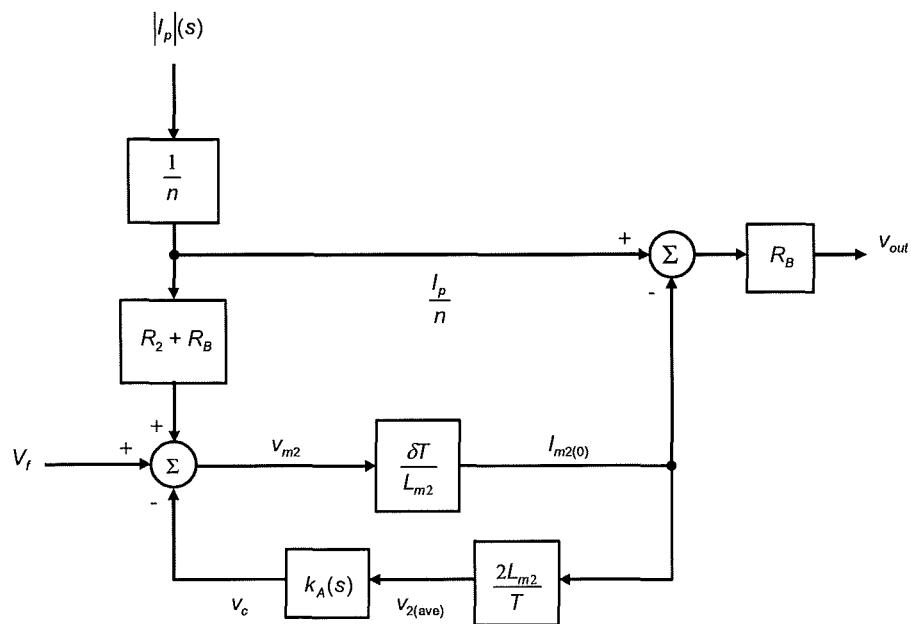 |I_p|(s)
1
n
+
Σ
R_B
v_out
-
I_p
n
R_2 + R_B
+
V_f
+
Σ
v_m2
δT
L_m2
I_m2(0)
-
k_A(s)
2L_m2
T
v_c
v_2(ave)